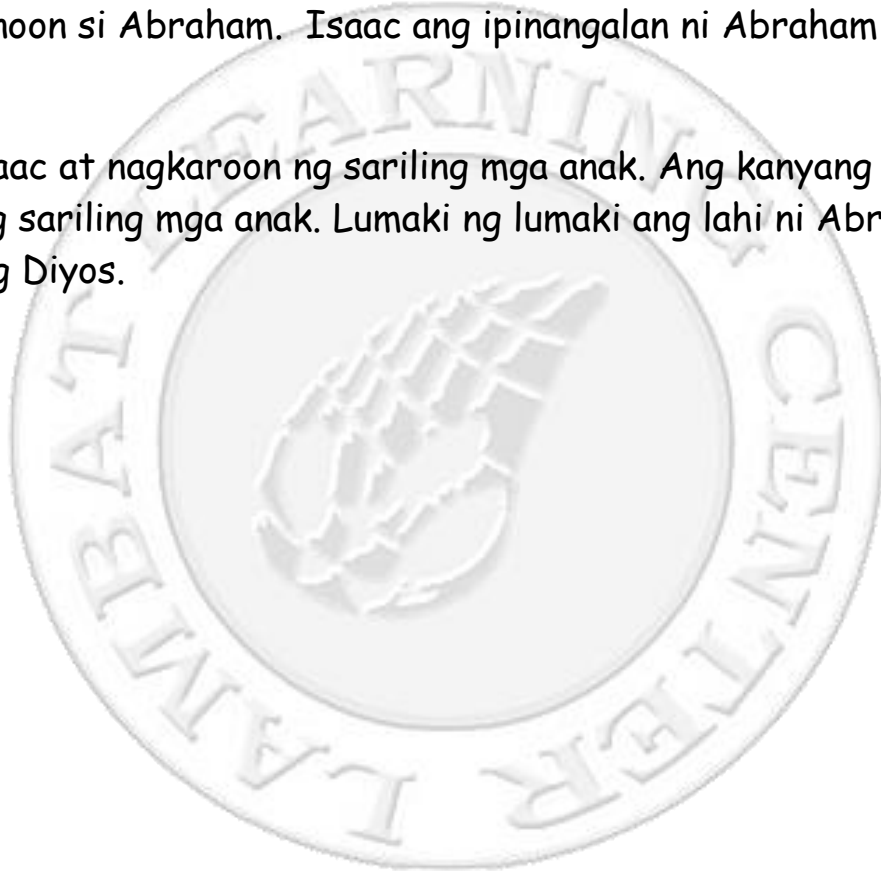 noon si Abraham.  Isaac ang ipinangalan ni Abraham
aac at nagkaroon ng sariling mga anak. Ang kanyang
g sariling mga anak. Lumaki ng lumaki ang lahi ni Abr
g Diyos.
LAMBAT LEARNING CENTER